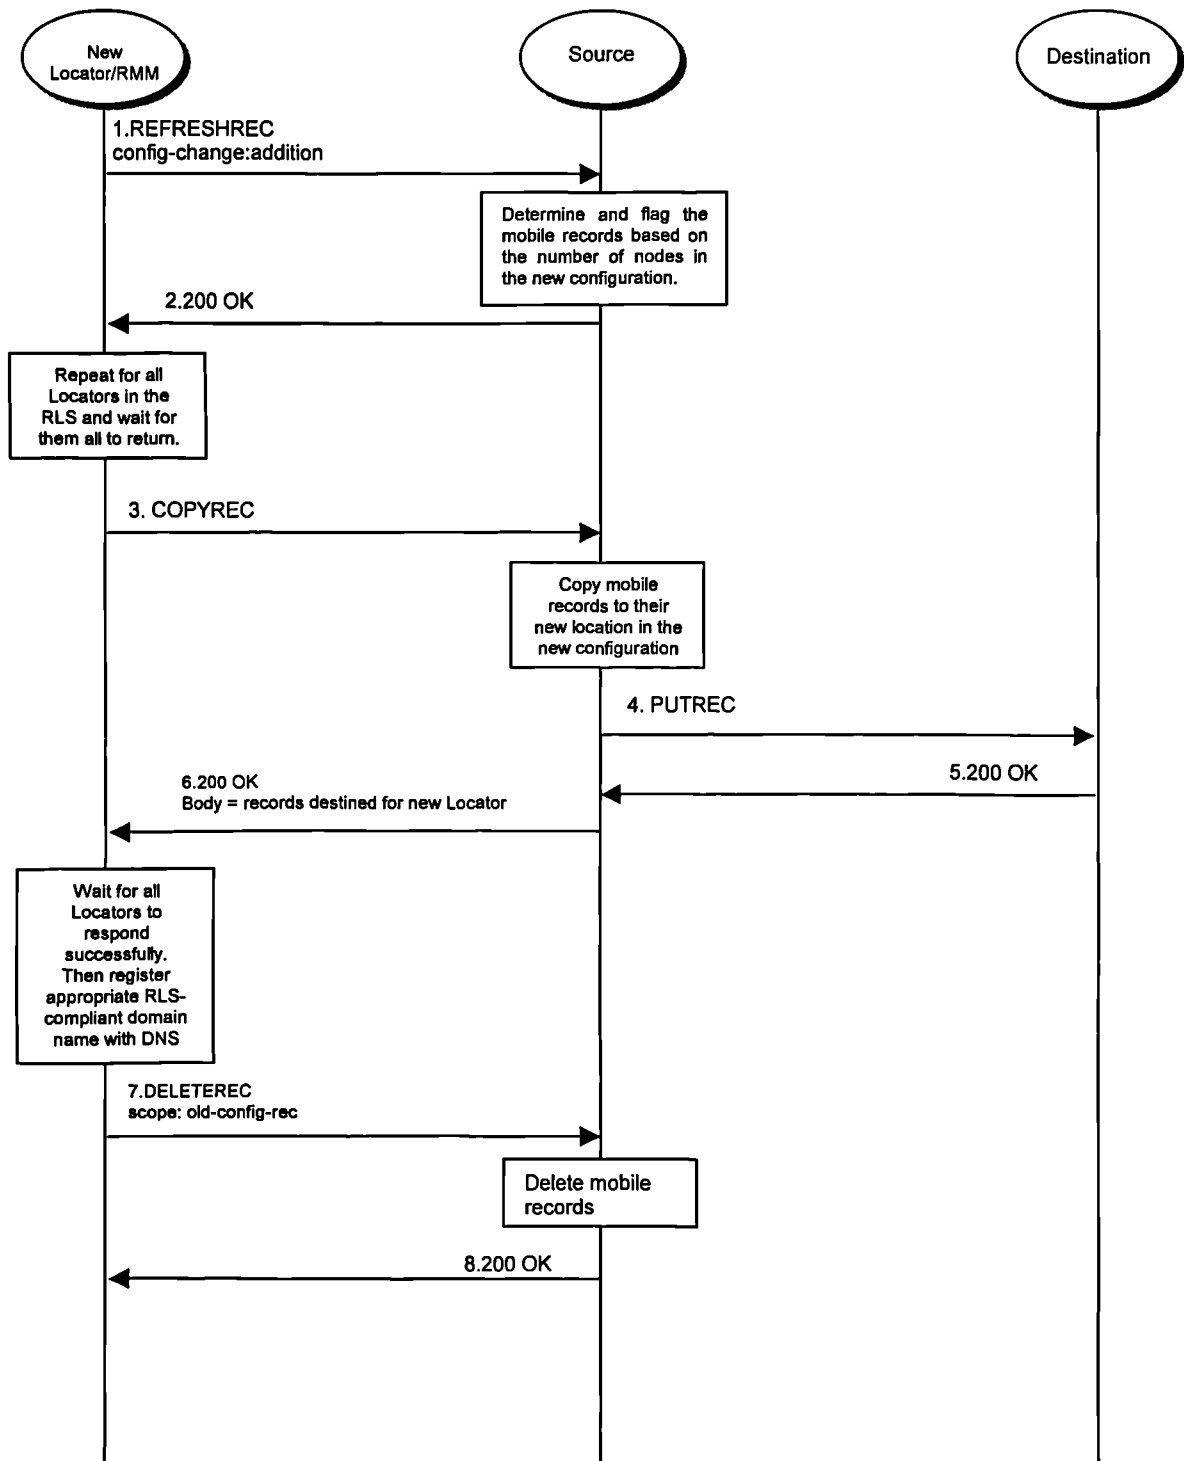 New
Locator/RMM
Source
Destination
1.REFRESHREC
config-change:addition
Determine and flag the
mobile records based on
the number of nodes in
the new configuration.
2.200 OK
Repeat for all
Locators in the
RLS and wait for
them all to return.
3. COPYREC
Copy mobile
records to their
new location in the
new configuration
4. PUTREC
5.200 OK
6.200 OK
Body = records destined for new Locator
Wait for all
Locators to
respond
successfully.
Then register
appropriate RLS-
compliant domain
name with DNS
7.DELETEREC
scope: old-config-rec
Delete mobile
records
8.200 OK